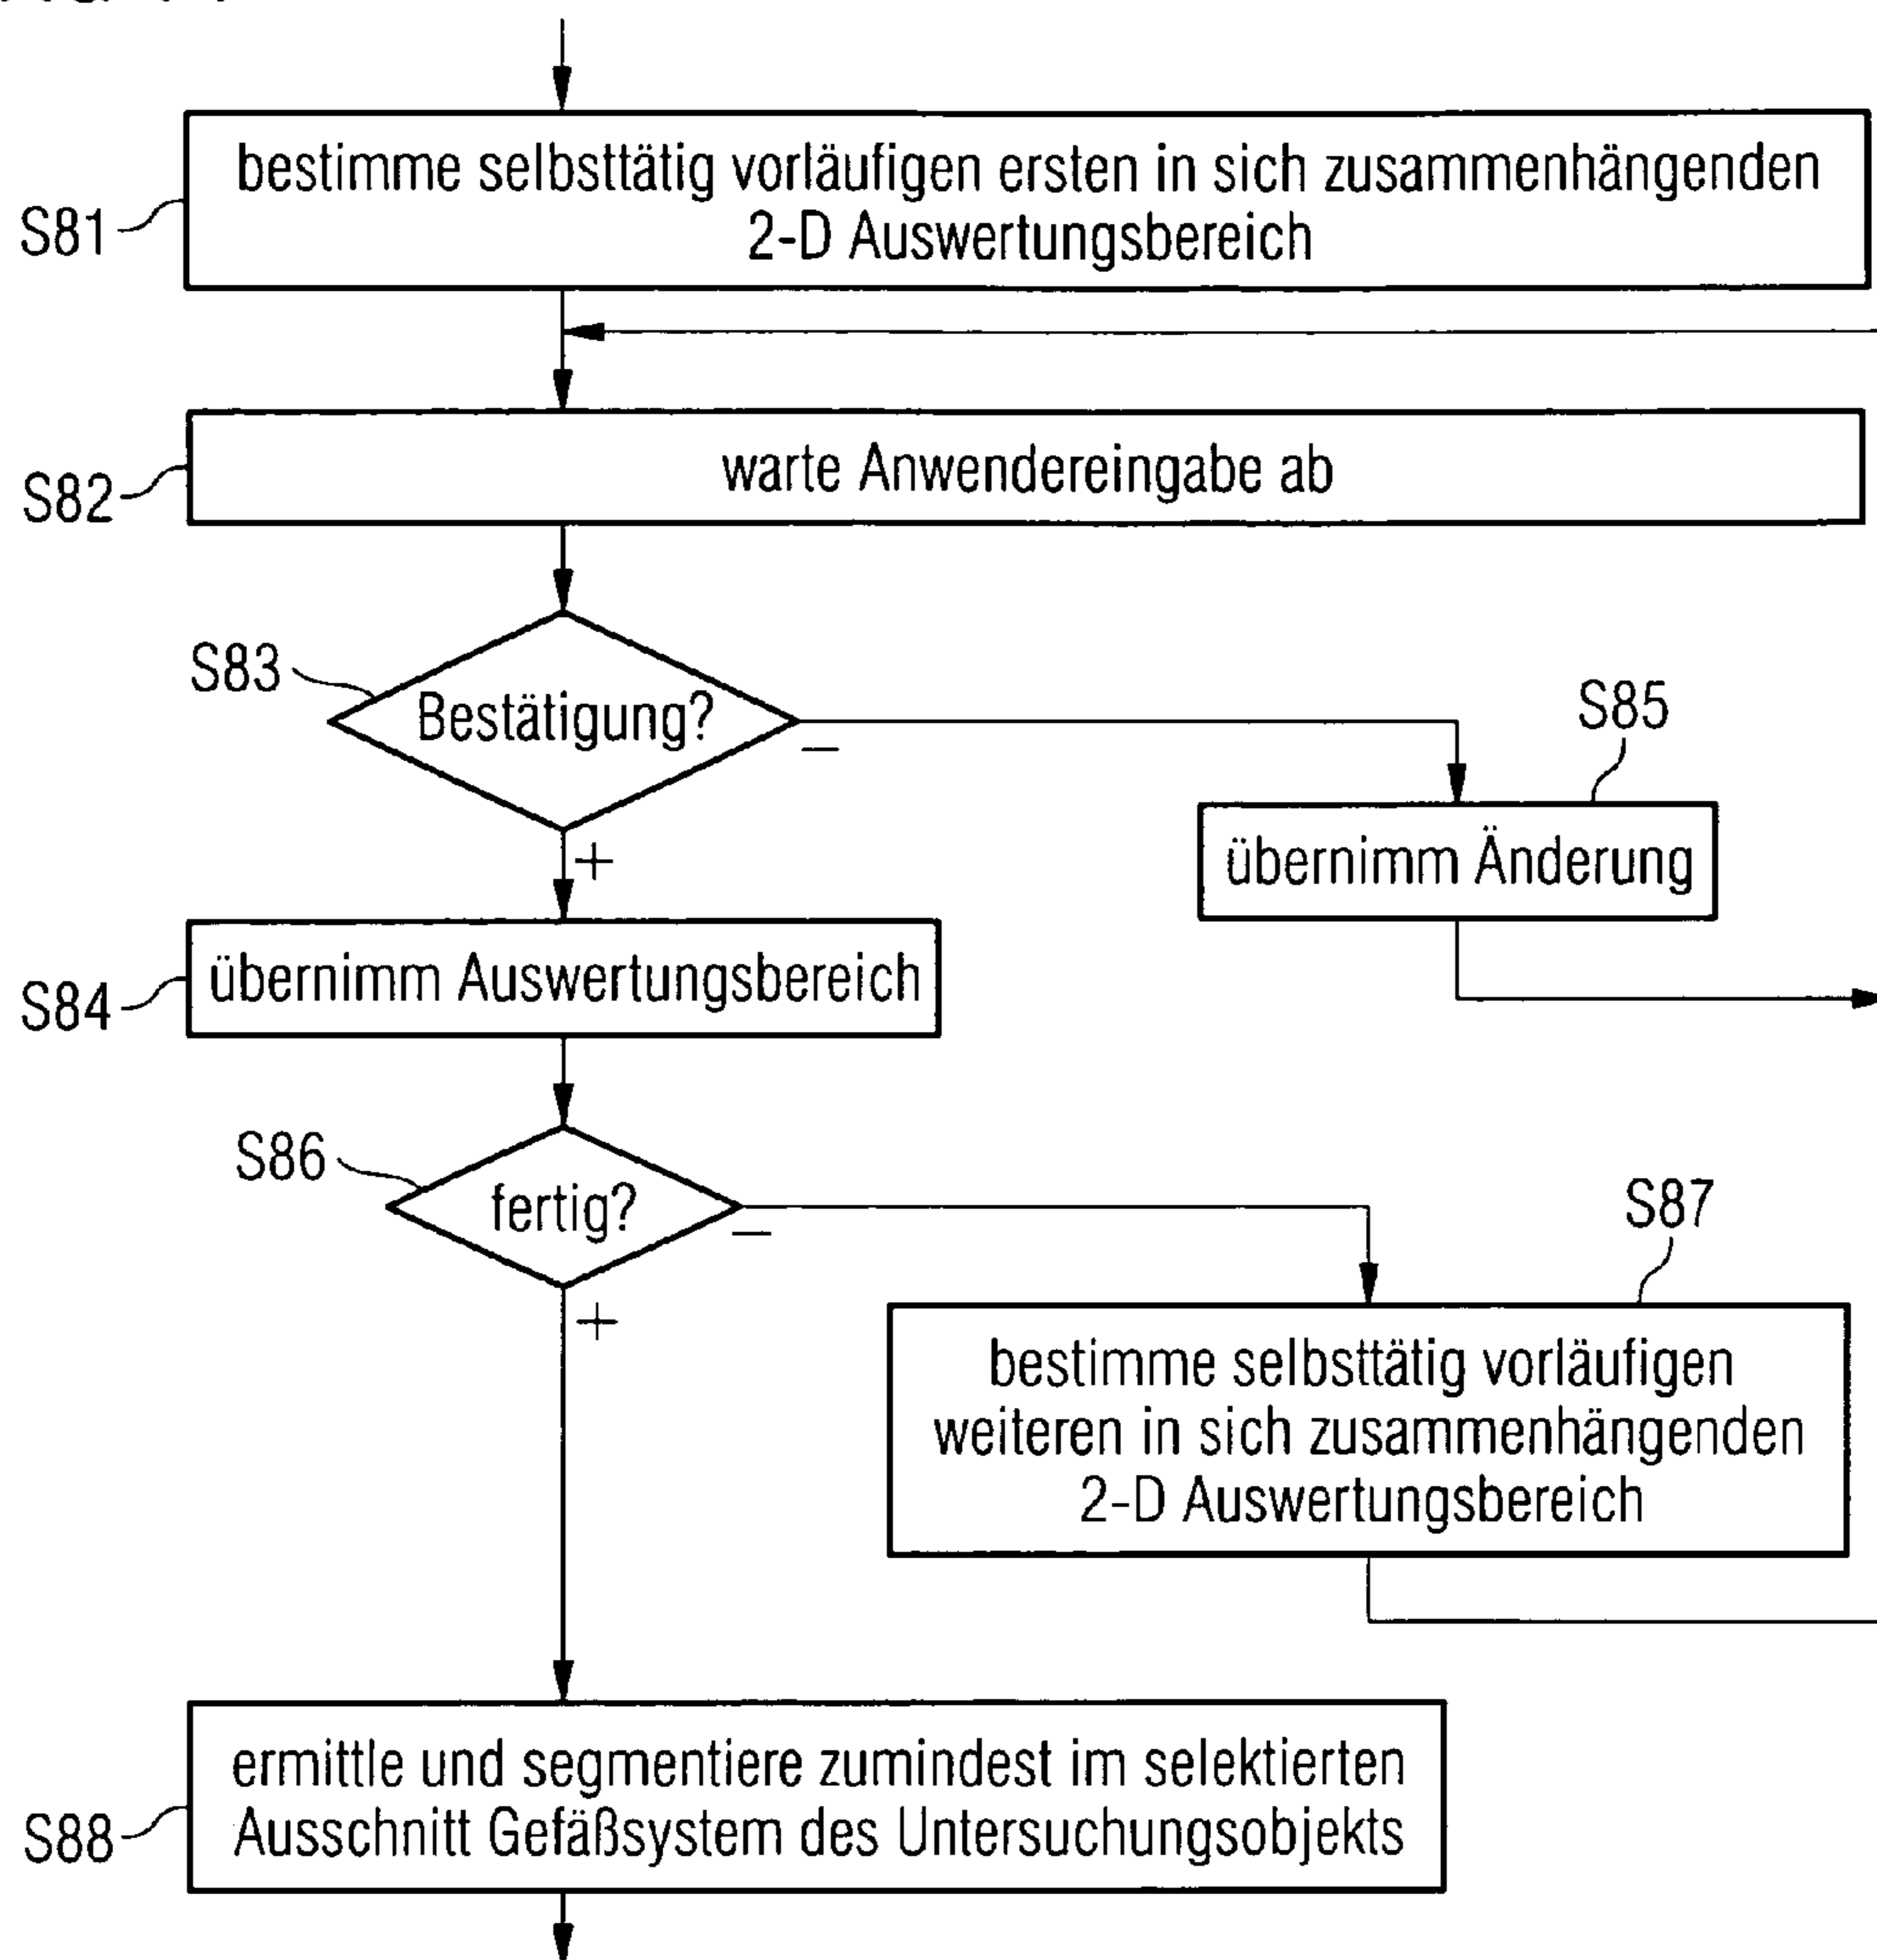 bestimme selbsttätig vorläufigen ersten in sich zusammenhängenden
2-D Auswertungsbereich
S81
warte Anwendereingabe ab
S82
S83
Bestätigung?
–
+
S85
übernimm Änderung
übernimm Auswertungsbereich
S84
S86
fertig?
–
+
S87
bestimme selbsttätig vorläufigen
weiteren in sich zusammenhängenden
2-D Auswertungsbereich
ermittle und segmentiere zumindest im selektierten
Ausschnitt Gefäßsystem des Untersuchungsobjekts
S88